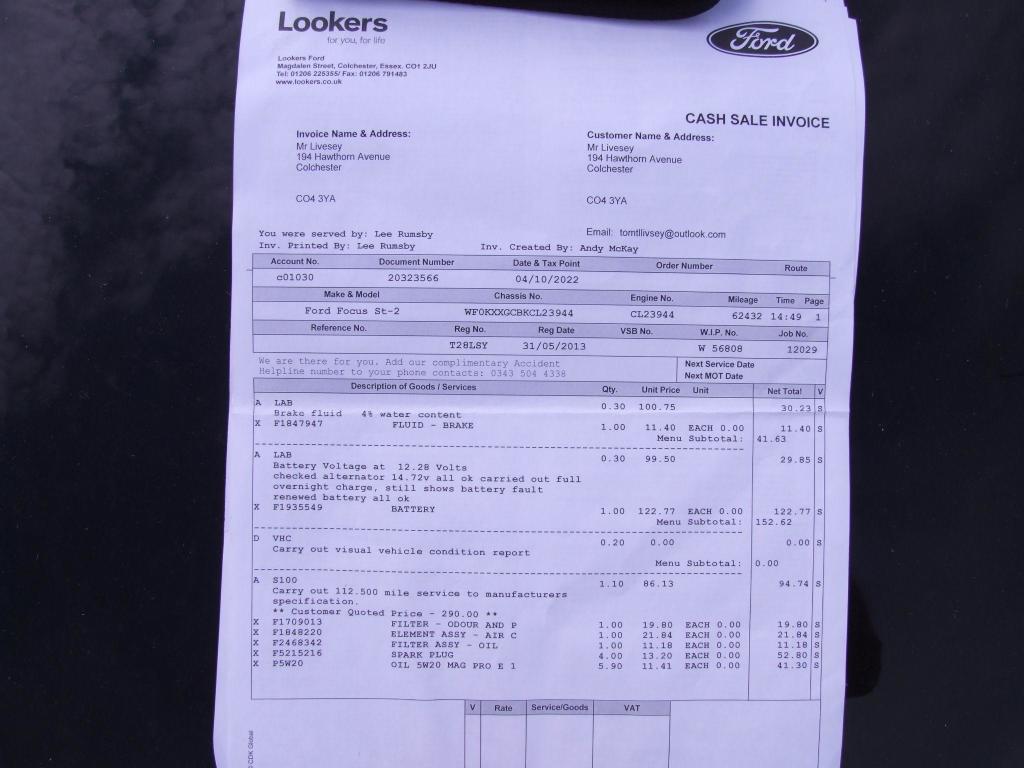 Lookers
for you, for life
Ford
Lookers Ford
Magdalen Street, Colchester, Essex. CO1 2JU
Tel: 01206 225355/ Fax: 01206 791483
www.lookers.co.uk
CASH SALE INVOICE
Invoice Name & Address:
Mr Livesey
194 Hawthorn Avenue
Colchester
CO4 3YA
Customer Name & Address:
Mr Livesey
194 Hawthorn Avenue
Colchester
CO4 3YA
You were served by: Lee Rumsby
Email: tomtllivsey@outlook.com
Inv. Printed By: Lee Rumsby Inv. Created By: Andy McKay
Account No. Document Number Date & Tax Point Order Number Route
c01030 20323566 04/10/2022
Make & Model Chassis No. Engine No. Mileage Time Page
Ford Focus St-2 WF0KXXGCBKCL23944 CL23944 62432 14:49 1
Reference No. Reg No. Reg Date VSB No. W.I.P. No. Job No.
T28LSY 31/05/2013 W 56808 12029
We are there for you. Add our complimentary Accident
Helpline number to your phone contacts: 0343 504 4338
Next Service Date
Next MOT Date
Description of Goods / Services Qty. Unit Price Unit Net Total V
A LAB 0.30 100.75 30.23 S
Brake fluid 4% water content
X F1847947 FLUID - BRAKE 1.00 11.40 EACH 0.00 11.40 S
Menu Subtotal: 41.63
A LAB 0.30 99.50 29.85 S
Battery Voltage at 12.28 Volts
checked alternator 14.72v all ok carried out full
overnight charge, still shows battery fault
renewed battery all ok
X F1935549 BATTERY 1.00 122.77 EACH 0.00 122.77 S
Menu Subtotal: 152.62
D VHC 0.20 0.00 0.00 S
Carry out visual vehicle condition report
Menu Subtotal: 0.00
A S100 1.10 86.13 94.74 S
Carry out 112.500 mile service to manufacturers
specification.
** Customer Quoted Price - 290.00 **
X F1709013 FILTER - ODOUR AND P 1.00 19.80 EACH 0.00 19.80 S
X F1848220 ELEMENT ASSY - AIR C 1.00 21.84 EACH 0.00 21.84 S
X F2468342 FILTER ASSY - OIL 1.00 11.18 EACH 0.00 11.18 S
X F5215216 SPARK PLUG 4.00 13.20 EACH 0.00 52.80 S
X P5W20 OIL 5W20 MAG PRO E 1 5.90 11.41 EACH 0.00 41.30 S
V Rate Service/Goods VAT
CDK Global